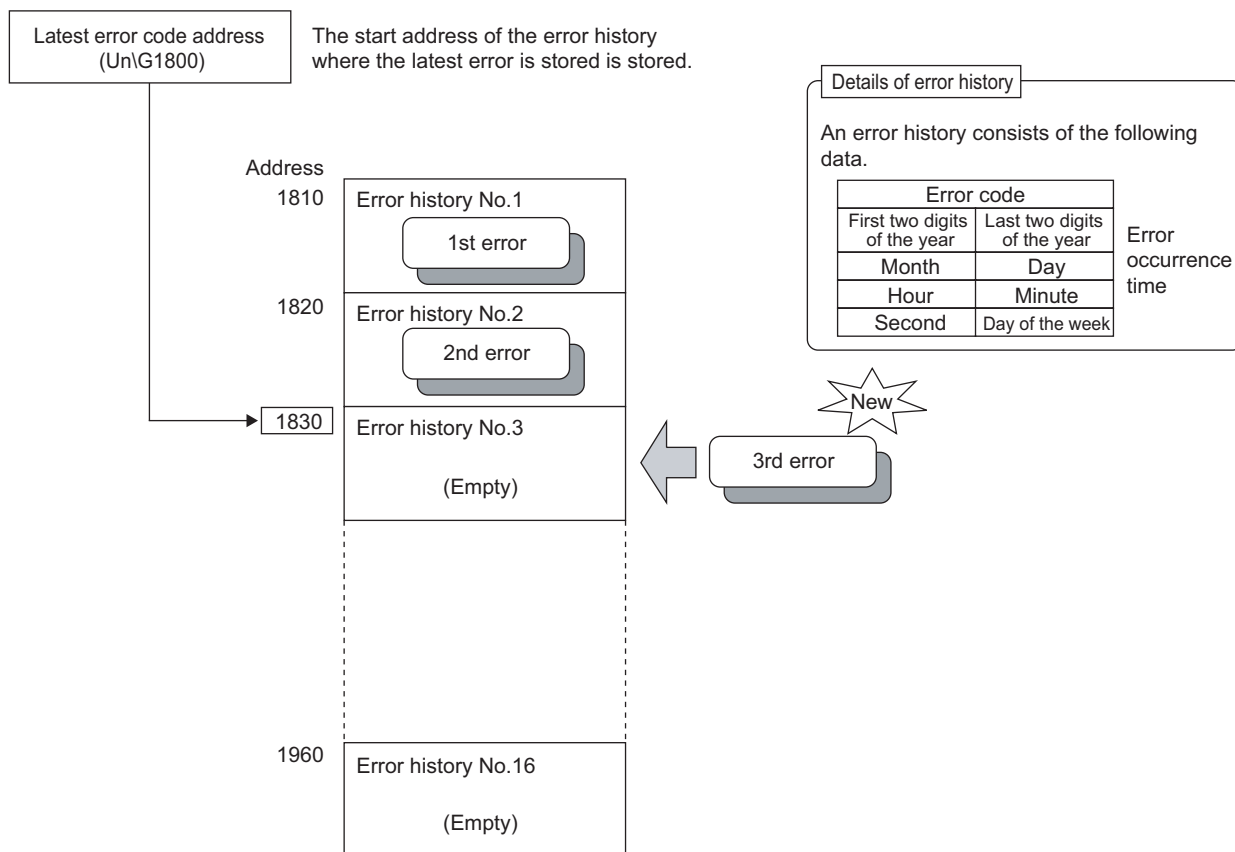 Latest error code address
(Un\G1800)
The start address of the error history
where the latest error is stored is stored.
Details of error history
An error history consists of the following
data.
Error code
First two digits
of the year
Last two digits
of the year
Month
Day
Hour
Minute
Second
Day of the week
Error
occurrence
time
Address
1810
Error history No.1
1st error
1820
Error history No.2
2nd error
1830
Error history No.3
(Empty)
New
3rd error
1960
Error history No.16
(Empty)